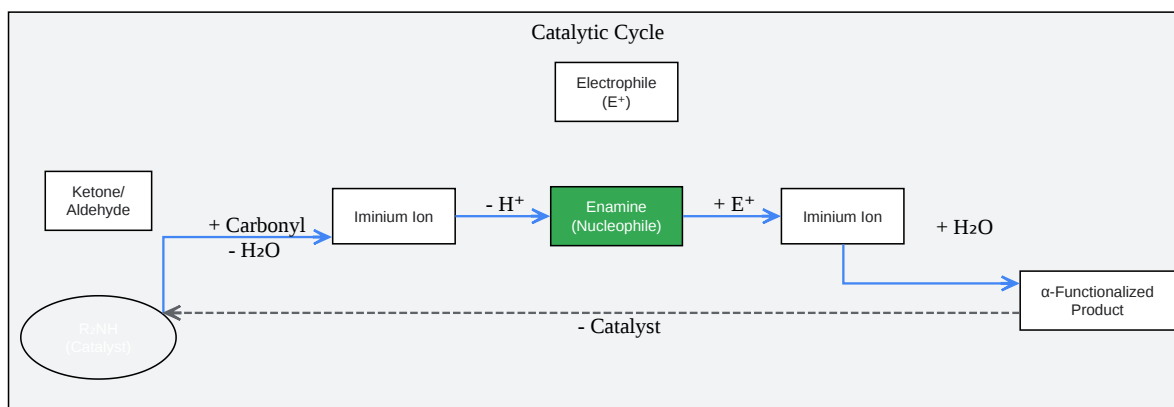 Catalytic Cycle
Electrophile
(E⁺)
Ketone/
Aldehyde
+ Carbonyl
- H₂O
Iminium Ion
- H⁺
Enamine
(Nucleophile)
+ E⁺
Iminium Ion
+ H₂O
α-Functionalized
Product
R₂NH
(Catalyst)
- Catalyst